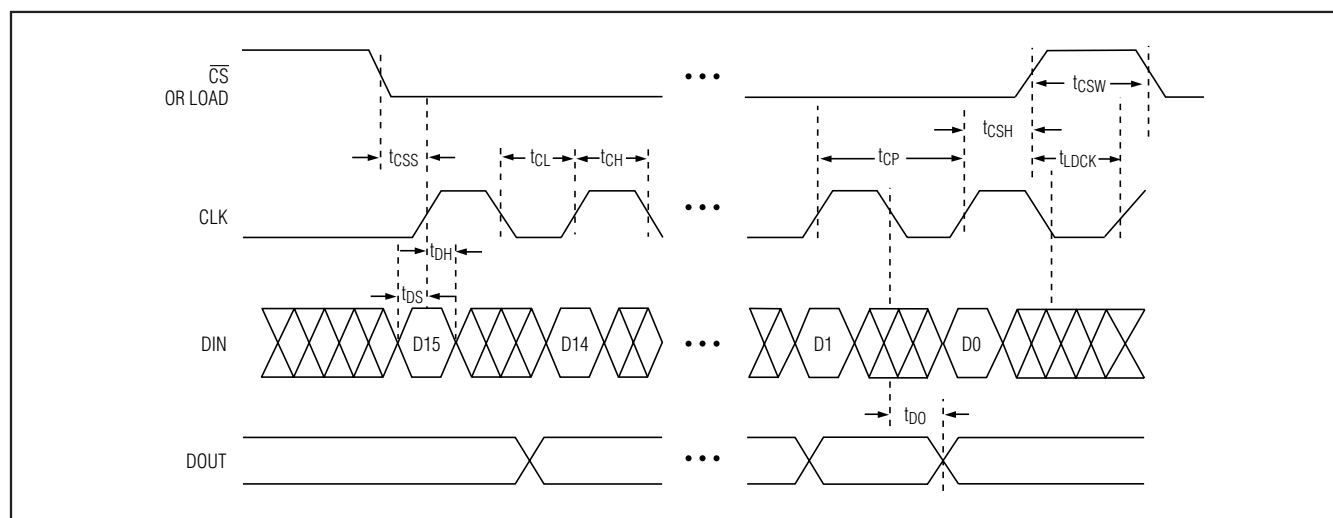 CS
OR LOAD
•••
tCSW
tCSH
tCSS
tCL
tCH
tCP
tLDCK
CLK
•••
tDH
tDS
DIN
D15
D14
•••
D1
D0
tDO
DOUT
•••